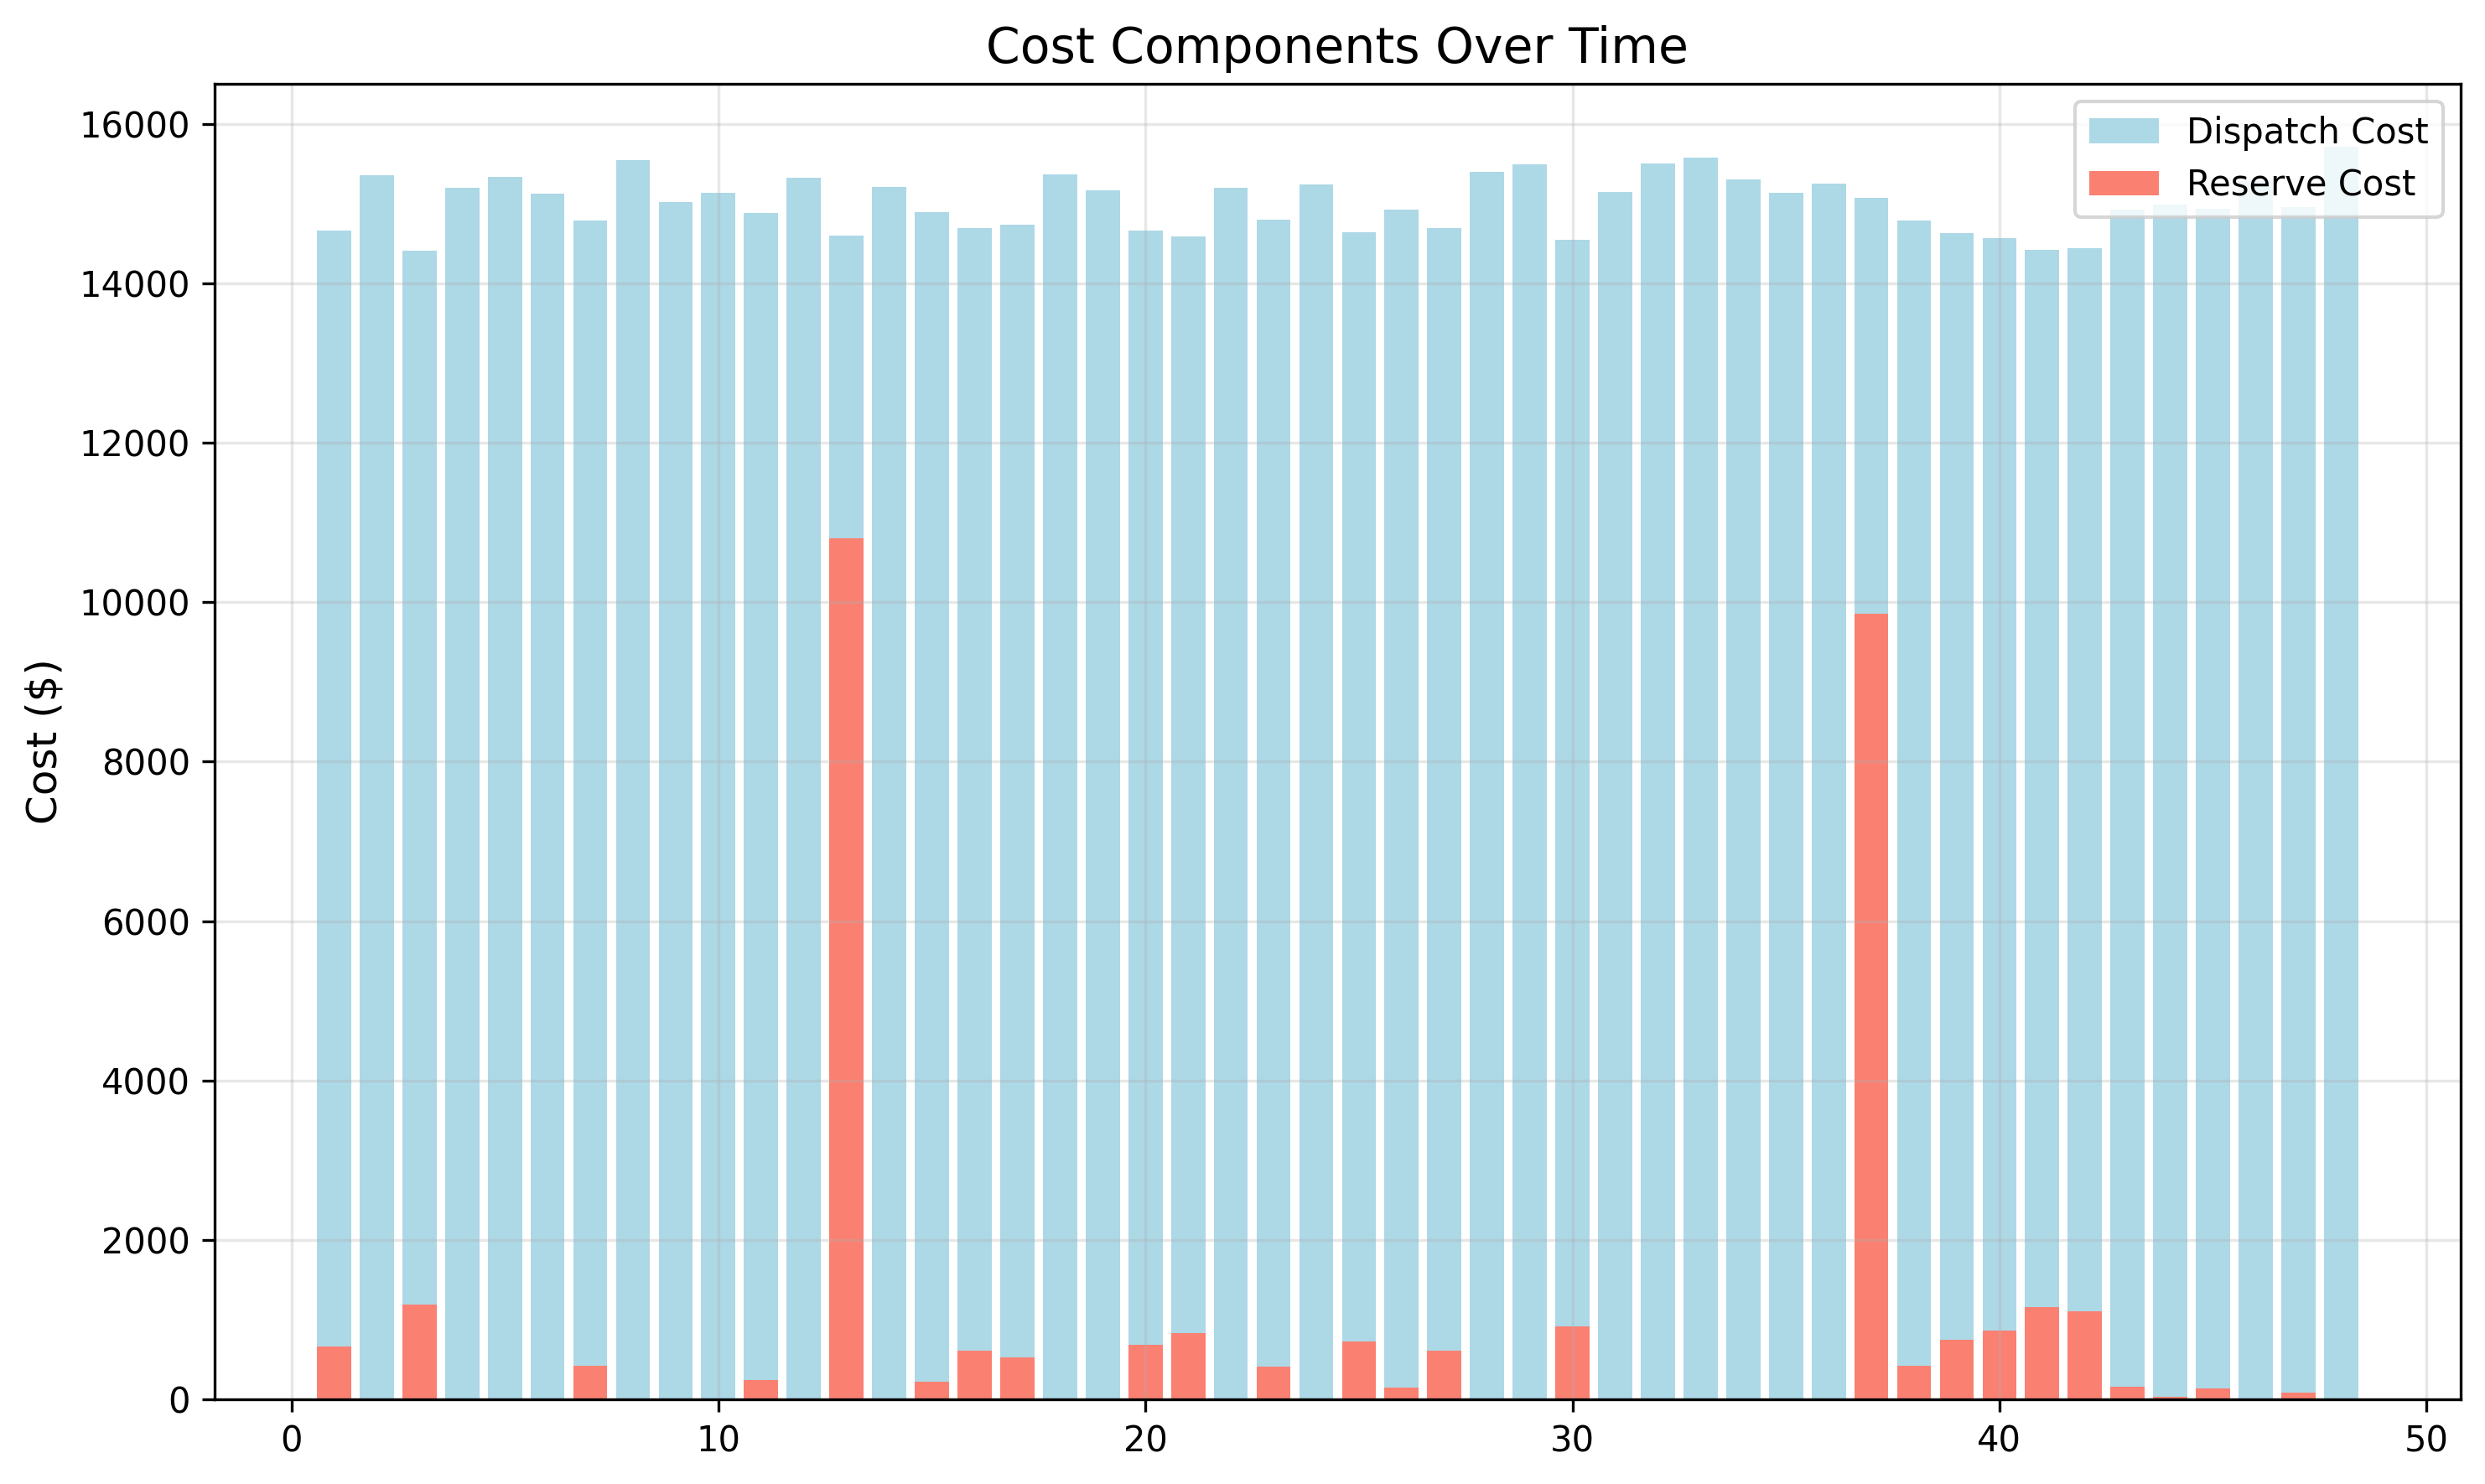 Cost Components Over Time
16000
14000
12000
10000
8000
6000
4000
2000
0
Cost ($)
Dispatch Cost
Reserve Cost
0 10 20 30 40 50